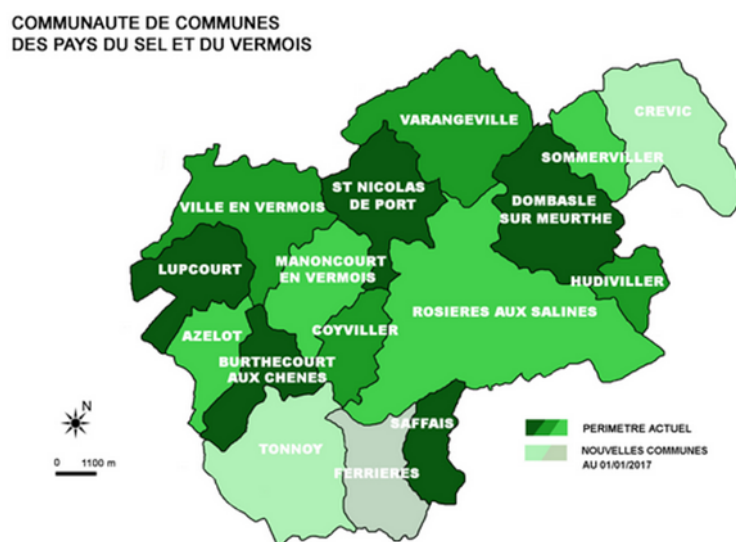 COMMUNAUTE DE COMMUNES
DES PAYS DU SEL ET DU VERMOIS
CREVIC
VARANGEVILLE
SOMMERVILLER
ST NICOLAS
DE PORT
DOMBASLE
SUR MEURTHE
VILLE EN VERMOIS
LUPCOURT
MANONCOURT
EN VERMOIS
HUDIVILLER
ROSIERES AUX SALINES
COYVILLER
AZELOT
BURTHECOURT
AUX CHENES
SAFFAIS
TONNOY
FERRIERES
N
0 1100 m
PERIMETRE ACTUEL
NOUVELLES COMMUNES
AU 01/01/2017